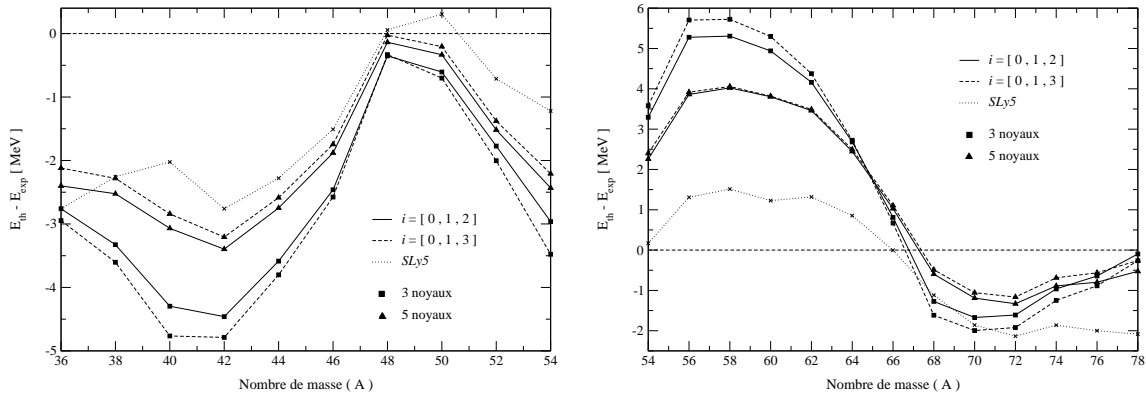 E_th - E_exp [ MeV ]
0
-1
-2
-3
-4
-5
36 38 40 42 44 46 48 50 52 54
Nombre de masse ( A )
i = [ 0 , 1 , 2 ]
i = [ 0 , 1 , 3 ]
SLy5
3 noyaux
5 noyaux
E_th - E_exp [ MeV ]
6
5
4
3
2
1
0
-1
-2
54 56 58 60 62 64 66 68 70 72 74 76 78
Nombre de masse ( A )
i = [ 0 , 1 , 2 ]
i = [ 0 , 1 , 3 ]
SLy5
3 noyaux
5 noyaux